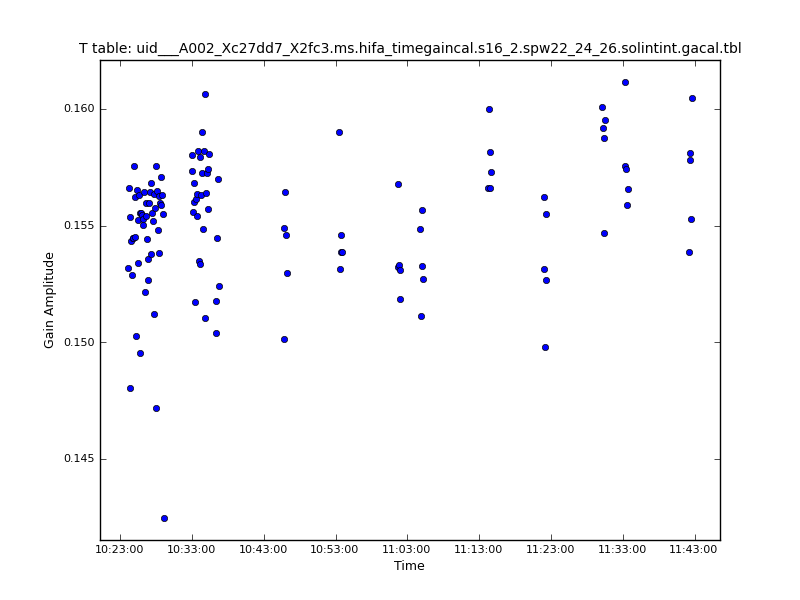 T table: uid___A002_Xc27dd7_X2fc3.ms.hifa_timegaincal.s16_2.spw22_24_26.solintint.gacal.tbl
0.160
0.155
0.150
0.145
Gain Amplitude
10:23:00 10:33:00 10:43:00 10:53:00 11:03:00 11:13:00 11:23:00 11:33:00 11:43:00
Time